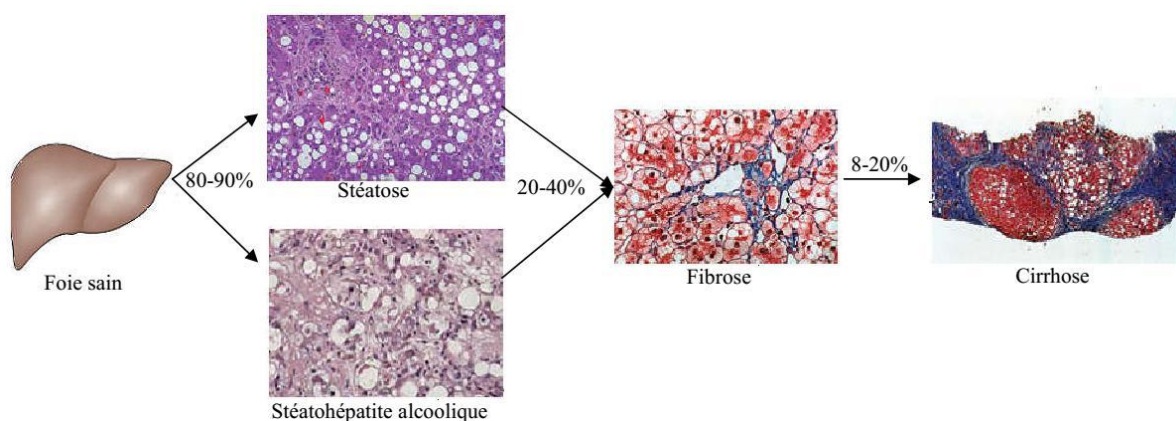 Foie sain
80-90%
Stéatose
Stéatohépatite alcoolique
20-40%
Fibrose
8-20%
Cirrhose